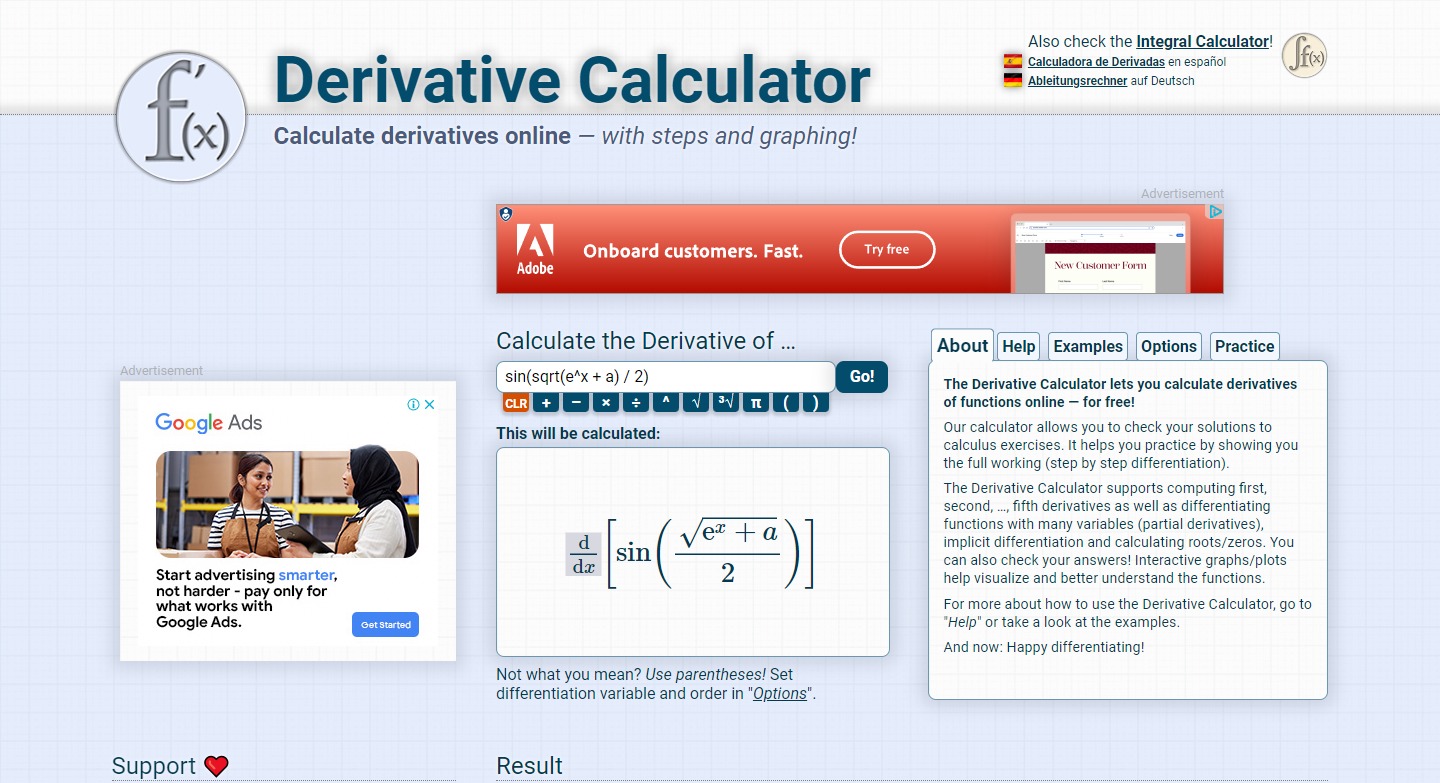 f′(x)
Derivative Calculator
Calculate derivatives online — with steps and graphing!
Also check the Integral Calculator!
Calculadora de Derivadas en español
Ableitungsrechner auf Deutsch
∫f(x)
Advertisement
Adobe
Onboard customers. Fast.
Try free
New Customer Form
First Name Last Name
Advertisement
Google Ads
Start advertising smarter,
not harder - pay only for
what works with
Google Ads.
Get Started
Calculate the Derivative of ...
sin(sqrt(e^x + a) / 2)
Go!
CLR + − × ÷ ^ √ ³√ π ( )
This will be calculated:
d/dx [sin(√(eˣ + a)/2)]
Not what you mean? Use parentheses! Set
differentiation variable and order in "Options".
About Help Examples Options Practice
The Derivative Calculator lets you calculate derivatives
of functions online — for free!
Our calculator allows you to check your solutions to
calculus exercises. It helps you practice by showing you
the full working (step by step differentiation).
The Derivative Calculator supports computing first,
second, ..., fifth derivatives as well as differentiating
functions with many variables (partial derivatives),
implicit differentiation and calculating roots/zeros. You
can also check your answers! Interactive graphs/plots
help visualize and better understand the functions.
For more about how to use the Derivative Calculator, go to
"Help" or take a look at the examples.
And now: Happy differentiating!
Support
Result